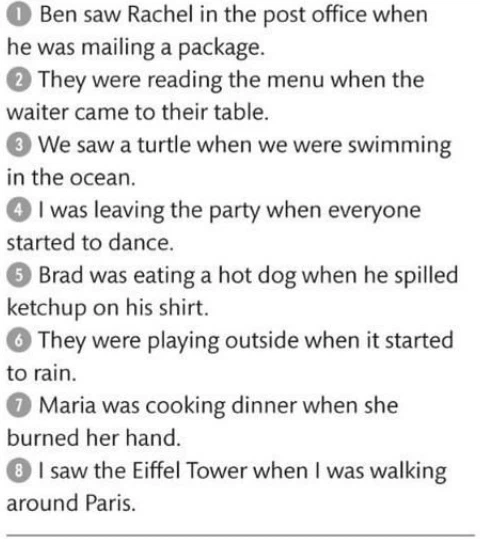 1 Ben saw Rachel in the post office when
he was mailing a package.
2 They were reading the menu when the
waiter came to their table.
3 We saw a turtle when we were swimming
in the ocean.
4 I was leaving the party when everyone
started to dance.
5 Brad was eating a hot dog when he spilled
ketchup on his shirt.
6 They were playing outside when it started
to rain.
7 Maria was cooking dinner when she
burned her hand.
8 I saw the Eiffel Tower when I was walking
around Paris.